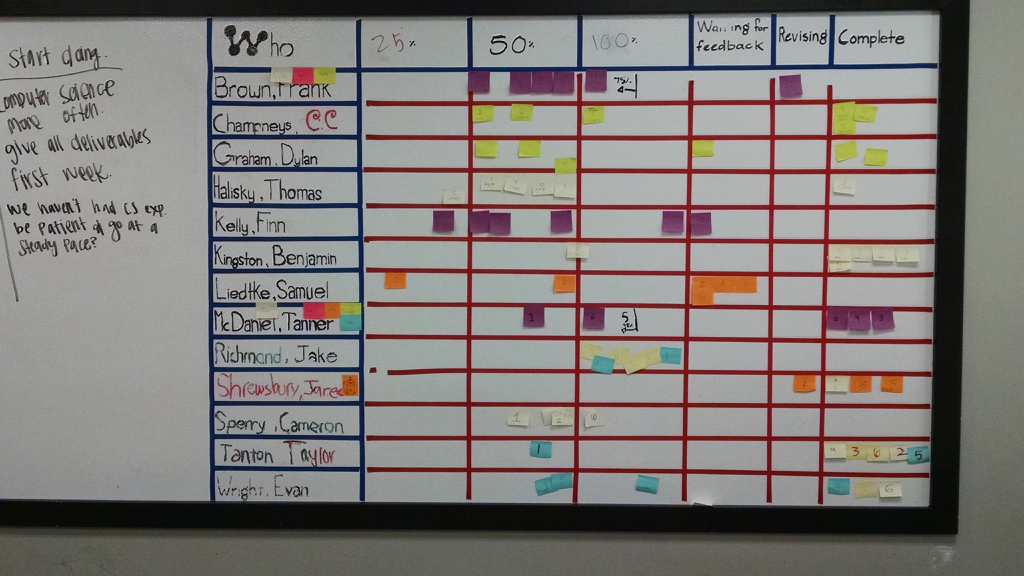 Start doing.
computer science
more often.
give all deliverables
first week.
we haven't had CS exp.
be patient & go at a
steady pace?
Who
25%
50%
100%
Waiting for
feedback
Revising
Complete
Brown, Frank
75%
Champneys, C.C
Graham, Dylan
Halisky, Thomas
Kelly, Finn
Kingston, Benjamin
Liedtke, Samuel
McDaniel, Tanner
1
5
Richmond, Jake
Shrewsbury, Jared
Sperry, Cameron
1
2
6
Tanton Taylor
1
4 3 6 2 5
Wright, Evan
6